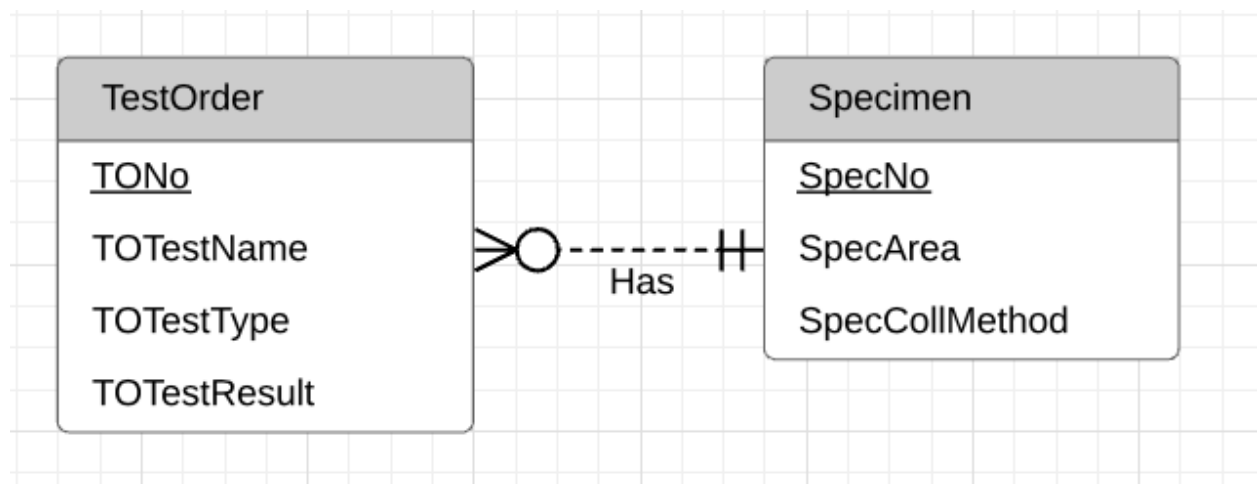 TestOrder
TONo
TOTestName
TOTestType
TOTestResult
Has
Specimen
SpecNo
SpecArea
SpecCollMethod